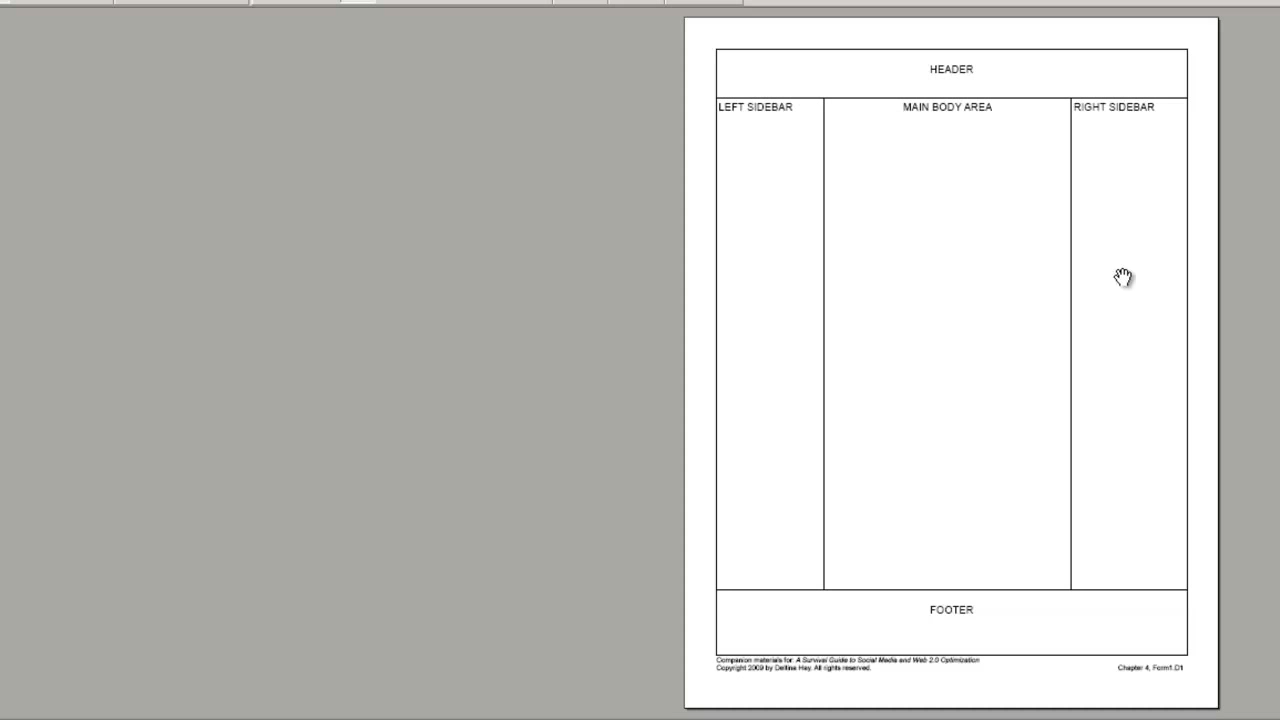 HEADER
LEFT SIDEBAR
MAIN BODY AREA
RIGHT SIDEBAR
FOOTER
Companion materials for: A Survival Guide to Social Media and Web 2.0 Optimization
Copyright 2009 by Deltina Hay. All rights reserved.
Chapter 4, Form1.D1